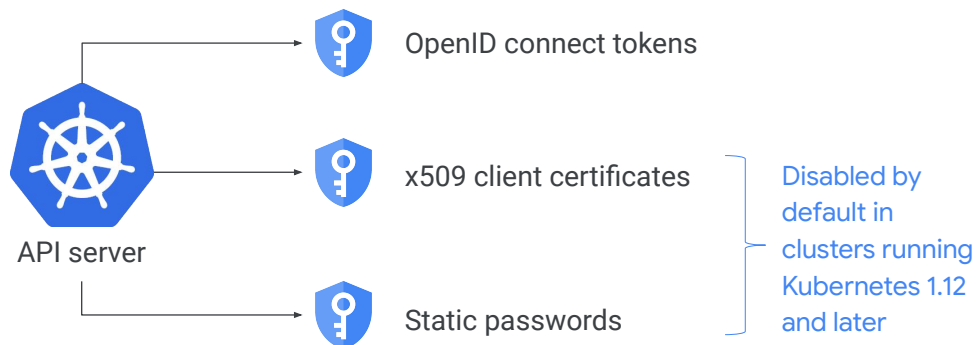 OpenID connect tokens
x509 client certificates
API server
Static passwords
Disabled by
default in
clusters running
Kubernetes 1.12
and later